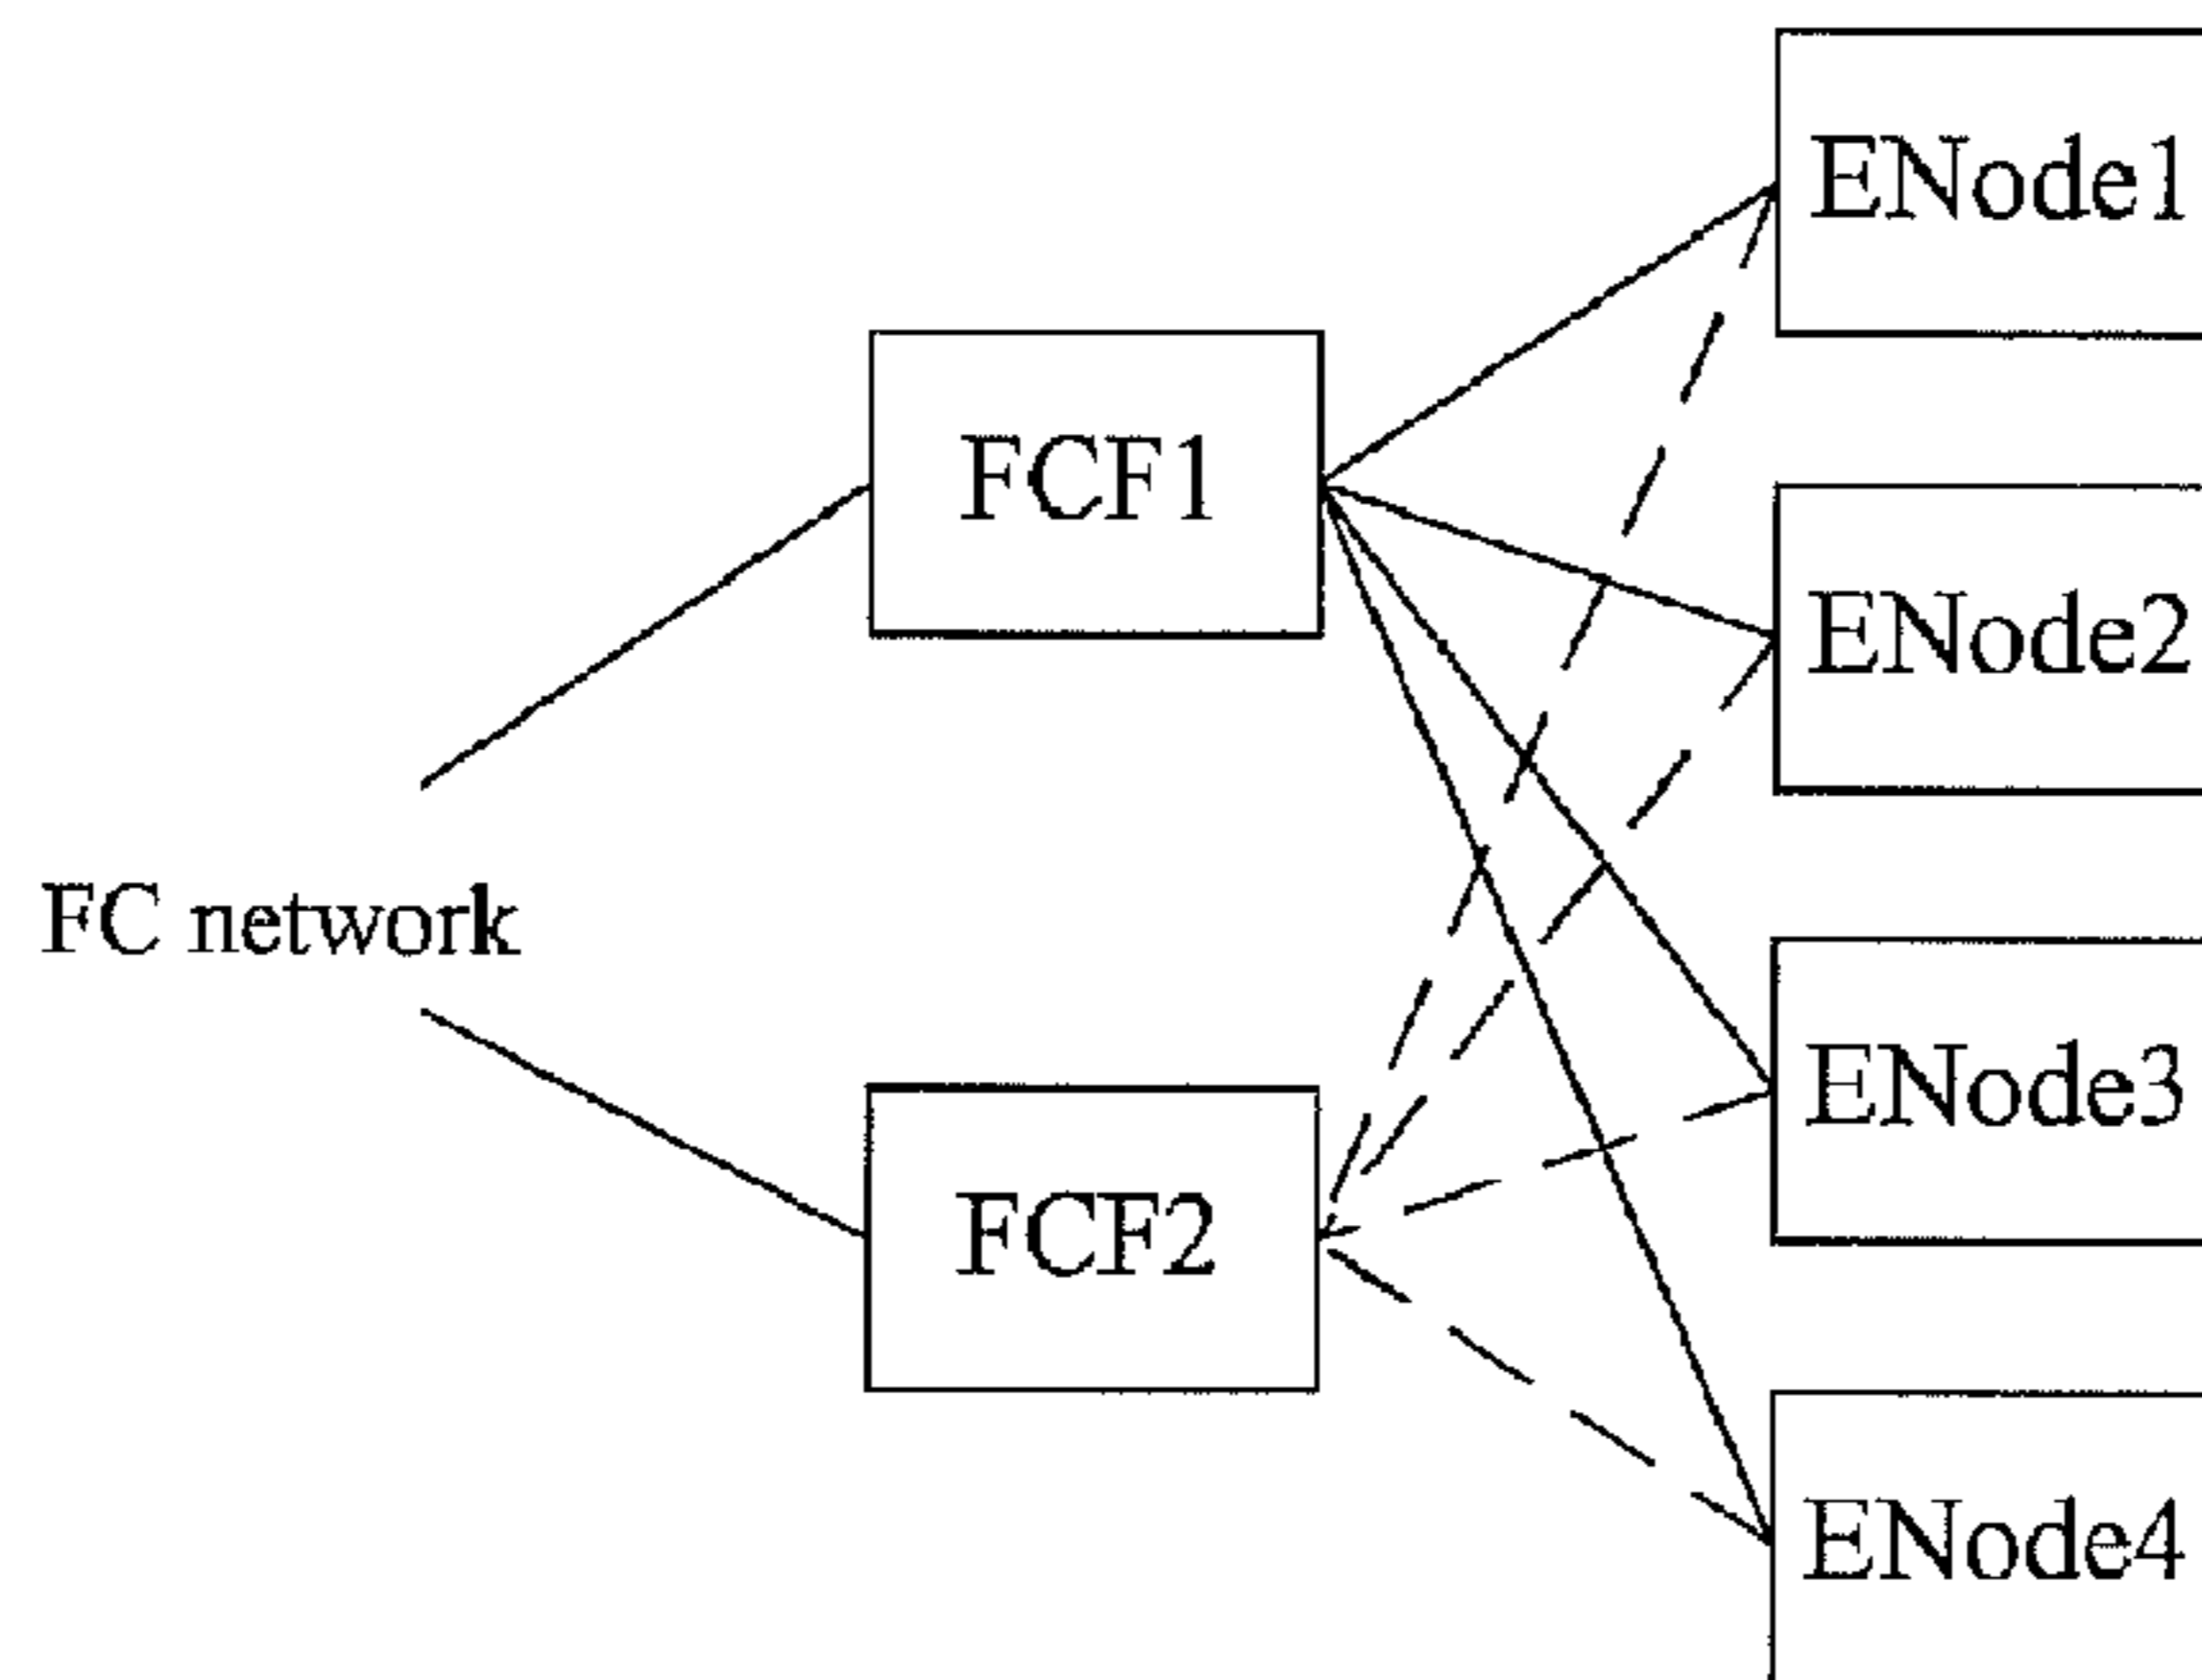 ENode1
FCF1
ENode2
FC network
ENode3
FCF2
ENode4